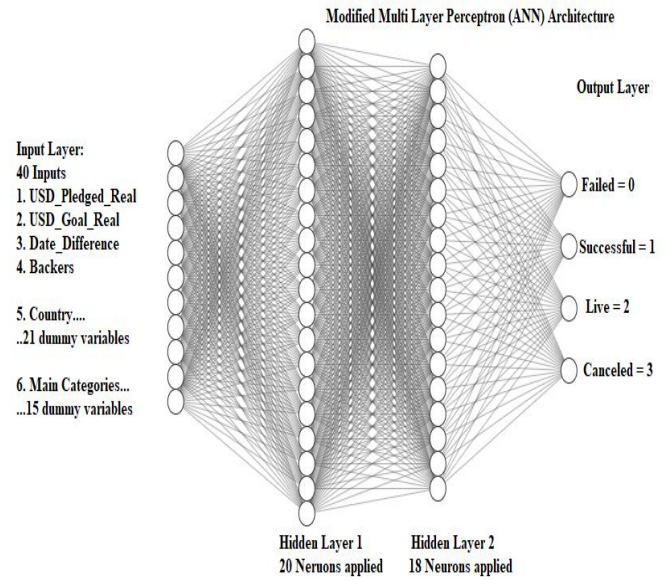 Modified Multi Layer Perceptron (ANN) Architecture
Output Layer
Input Layer:
40 Inputs
1. USD_Pledged_Real
2. USD_Goal_Real
3. Date_Difference
4. Backers
5. Country....
..21 dummy variables
6. Main Categories...
...15 dummy variables
Failed = 0
Successful = 1
Live = 2
Canceled = 3
Hidden Layer 1
20 Neruons applied
Hidden Layer 2
18 Neurons applied